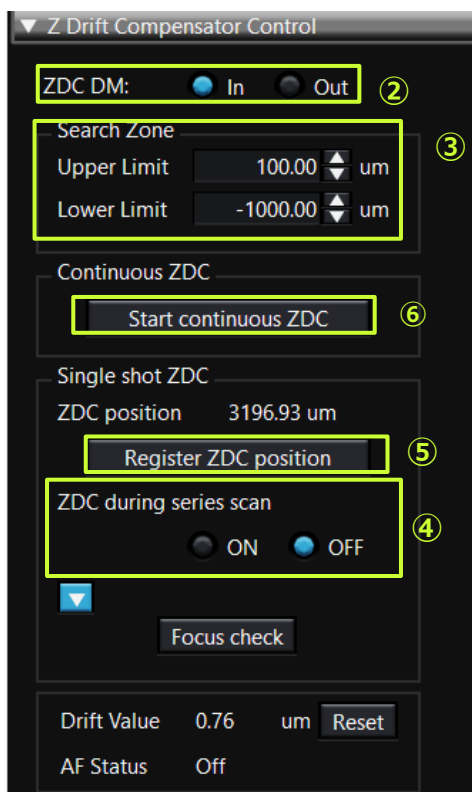 Z Drift Compensator Control
ZDC DM: In Out ②
Search Zone ③
Upper Limit 100.00 um
Lower Limit -1000.00 um
Continuous ZDC
Start continuous ZDC ⑥
Single shot ZDC
ZDC position 3196.93 um
Register ZDC position ⑤
ZDC during series scan ④
ON OFF
Focus check
Drift Value 0.76 um Reset
AF Status Off